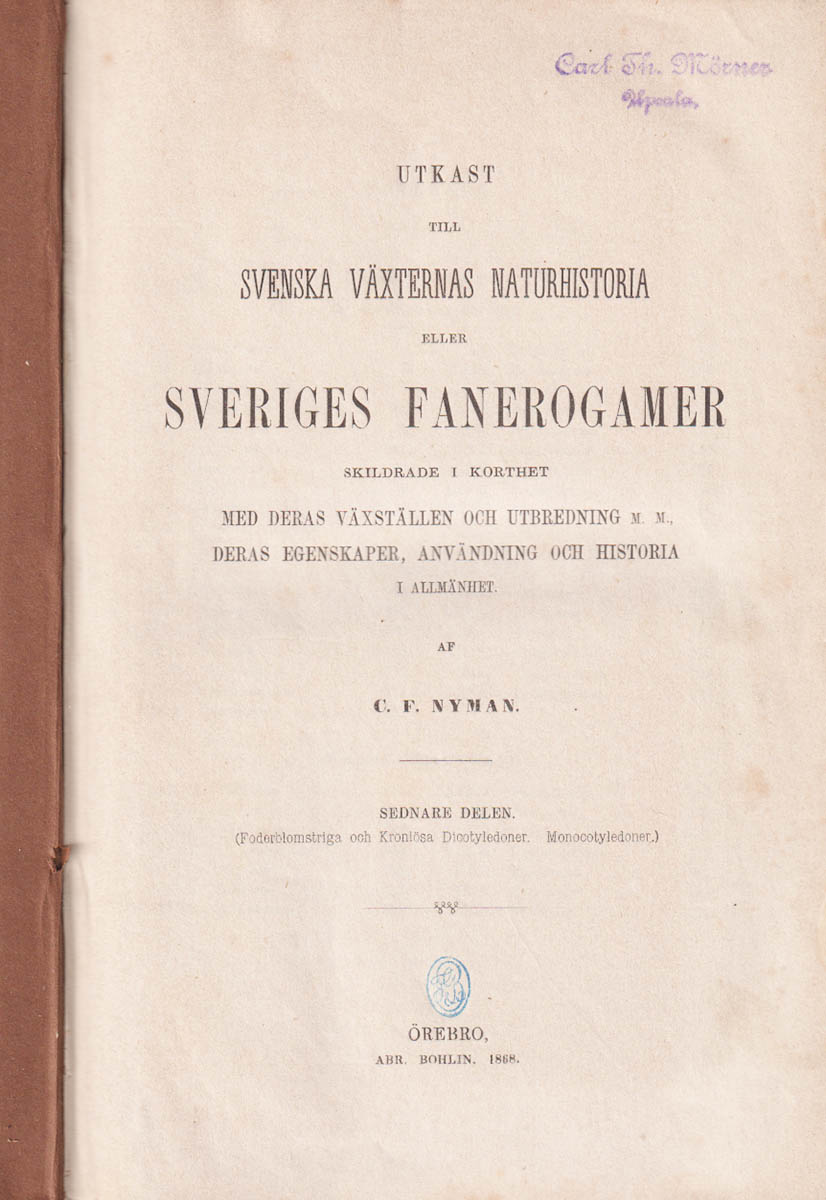 Carl Th. Mörner
Upsala,
UTKAST
TILL
SVENSKA VÄXTERNAS NATURHISTORIA
ELLER
SVERIGES FANEROGAMER
SKILDRADE I KORTHET
MED DERAS VÄXSTÄLLEN OCH UTBREDNING M. M.,
DERAS EGENSKAPER, ANVÄNDNING OCH HISTORIA
I ALLMÄNHET.
AF
C. F. NYMAN.
SEDNARE DELEN.
(Foderblomstriga och Kronlösa Dicotyledoner. Monocotyledoner.)
ÖREBRO,
ABR. BOHLIN. 1868.